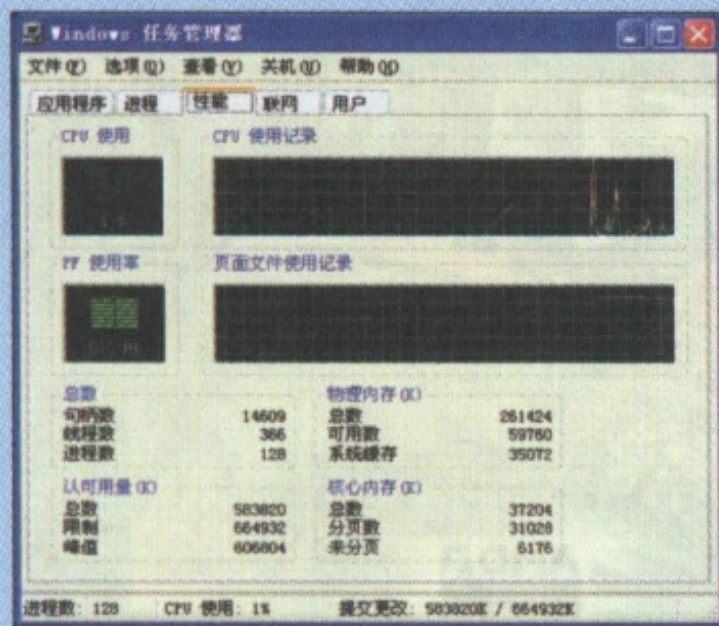 Windows 任务管理器
文件(F) 选项(O) 查看(V) 关机(U) 帮助(H)
应用程序 进程 性能 联网 用户
CPU 使用 CPU 使用记录
PF 使用率 页面文件使用记录
总数 物理内存(K)
句柄数 14609 总数 261424
线程数 366 可用数 59760
进程数 128 系统缓存 35072
认可用量(K) 核心内存(K)
总数 583820 总数 37204
限制 664932 分页数 31028
峰值 606804 未分页 6176
进程数: 128 CPU 使用: 1% 提交更改: 583820K / 664932K